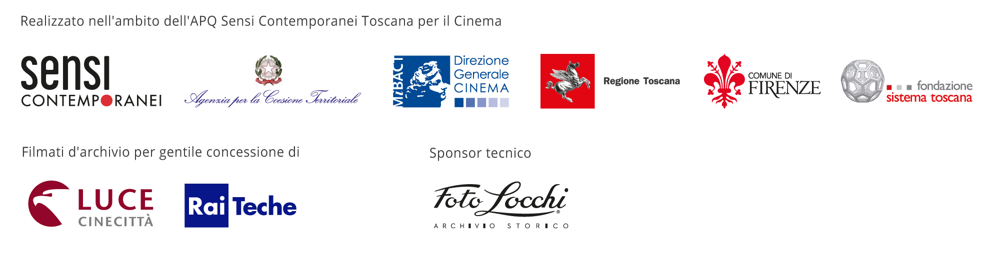 Realizzato nell'ambito dell'APQ Sensi Contemporanei Toscana per il Cinema
sensi
CONTEMPORANEI
Agenzia per la Coesione Territoriale
MiBACT
Direzione
Generale
CINEMA
Regione Toscana
COMUNE DI
FIRENZE
fondazione
sistema toscana
Filmati d'archivio per gentile concessione di
Sponsor tecnico
LUCE
CINECITTÀ
Rai Teche
Foto Locchi
®
ARCHIVIO STORICO